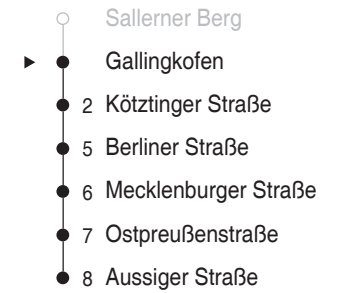 Sallerner Berg
Gallingkofen
2 Kötztinger Straße
5 Berliner Straße
6 Mecklenburger Straße
7 Ostpreußenstraße
8 Aussiger Straße